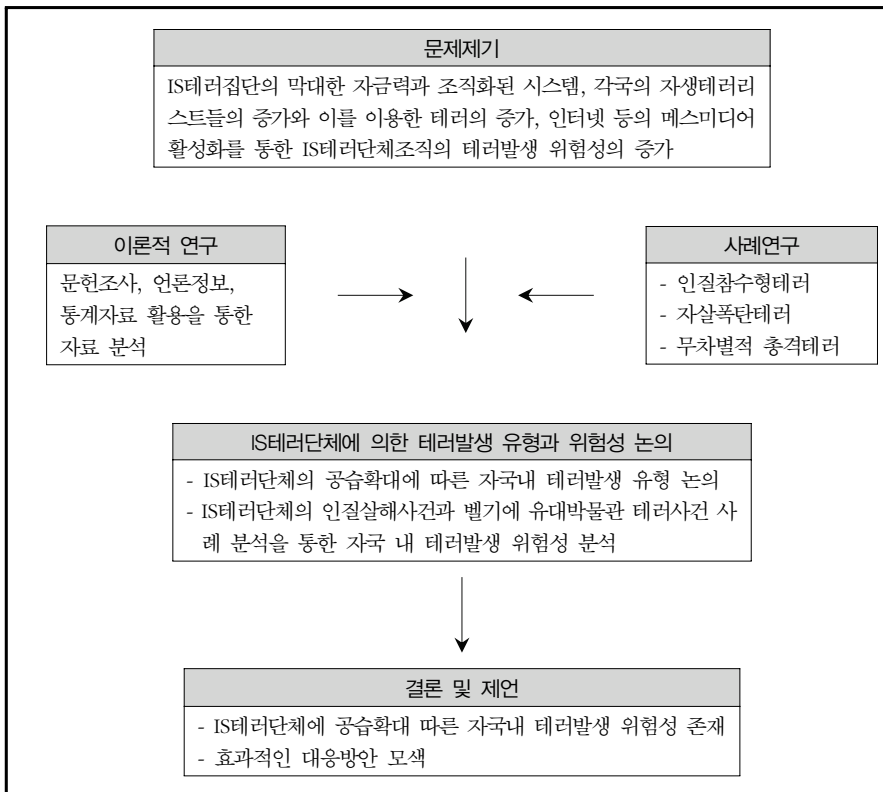 문제제기
IS테러집단의 막대한 자금력과 조직화된 시스템, 각국의 자생테러리
스트들의 증가와 이를 이용한 테러의 증가, 인터넷 등의 메스미디어
활성화를 통한 IS테러단체조직의 테러발생 위험성의 증가
이론적 연구
문헌조사, 언론정보,
통계자료 활용을 통한
자료 분석
사례연구
- 인질참수형테러
- 자살폭탄테러
- 무차별적 총격테러
IS테러단체에 의한 테러발생 유형과 위험성 논의
- IS테러단체의 공습확대에 따른 자국내 테러발생 유형 논의
- IS테러단체의 인질살해사건과 벨기에 유대박물관 테러사건 사
례 분석을 통한 자국 내 테러발생 위험성 분석
결론 및 제언
- IS테러단체에 공습확대 따른 자국내 테러발생 위험성 존재
- 효과적인 대응방안 모색